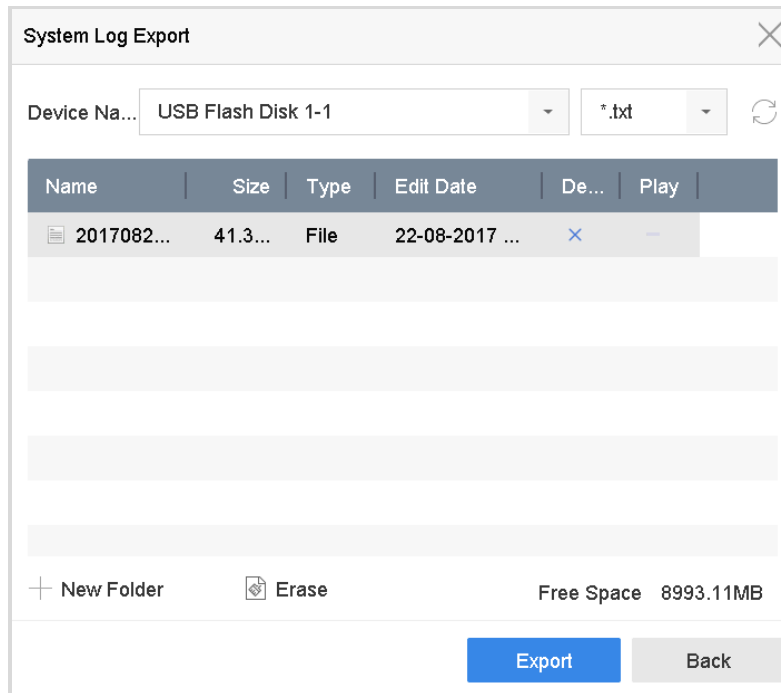 System Log Export
Device Na... USB Flash Disk 1-1 *.txt
Name Size Type Edit Date De... Play
2017082... 41.3... File 22-08-2017 ...
New Folder Erase Free Space 8993.11MB
Export Back